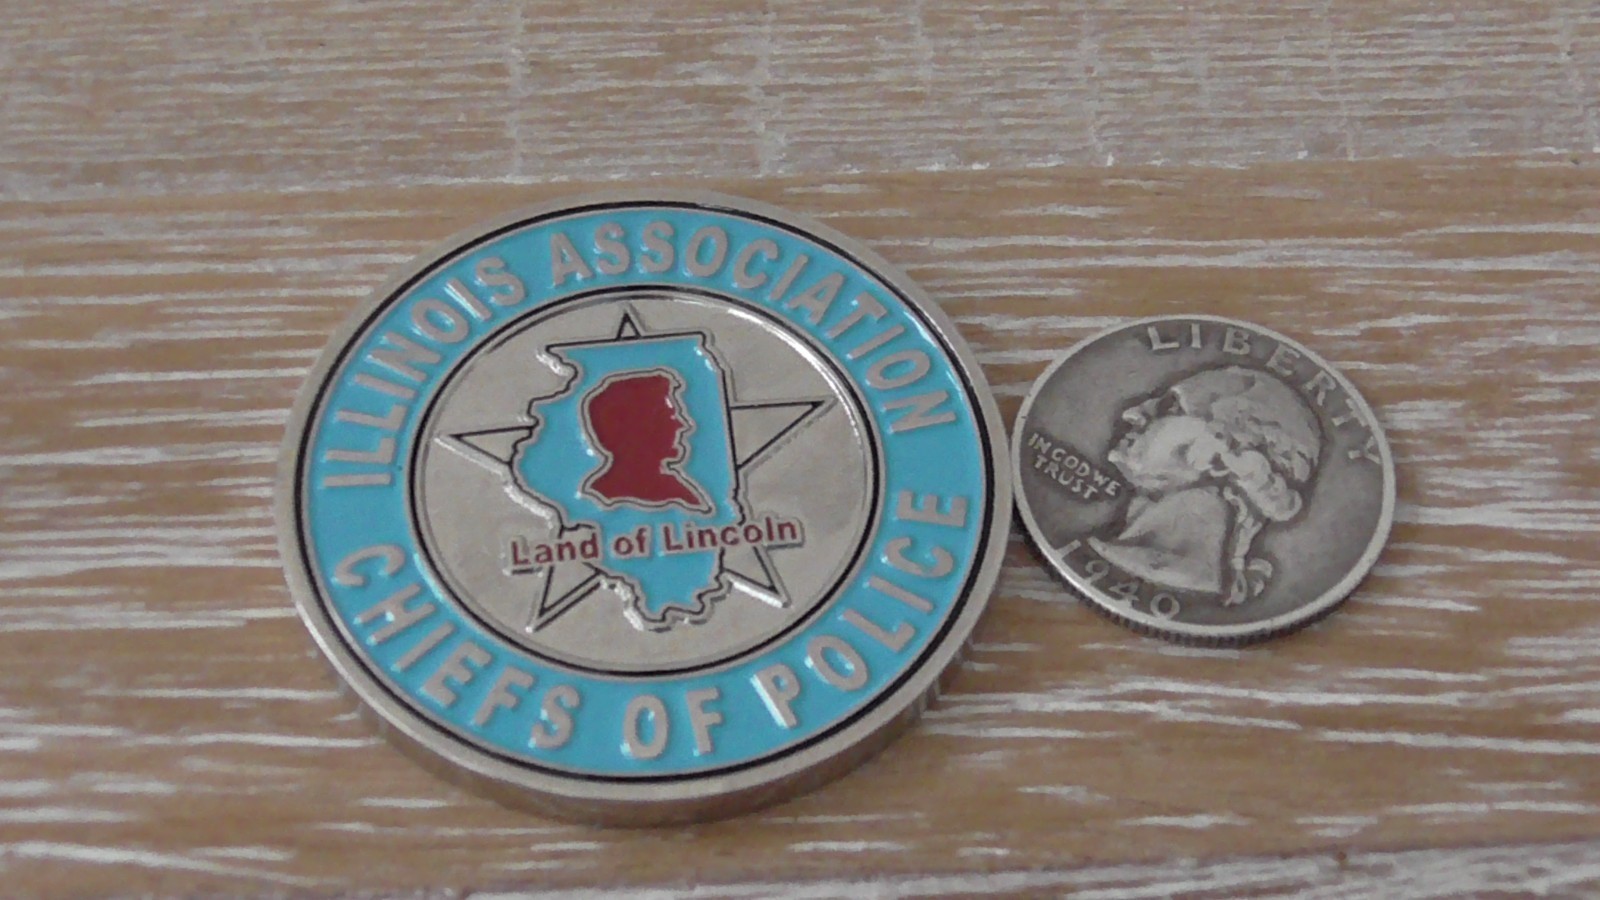 ILLINOIS ASSOCIATION
CHIEFS OF POLICE
Land of Lincoln
LIBERTY
IN GOD WE
TRUST
1940